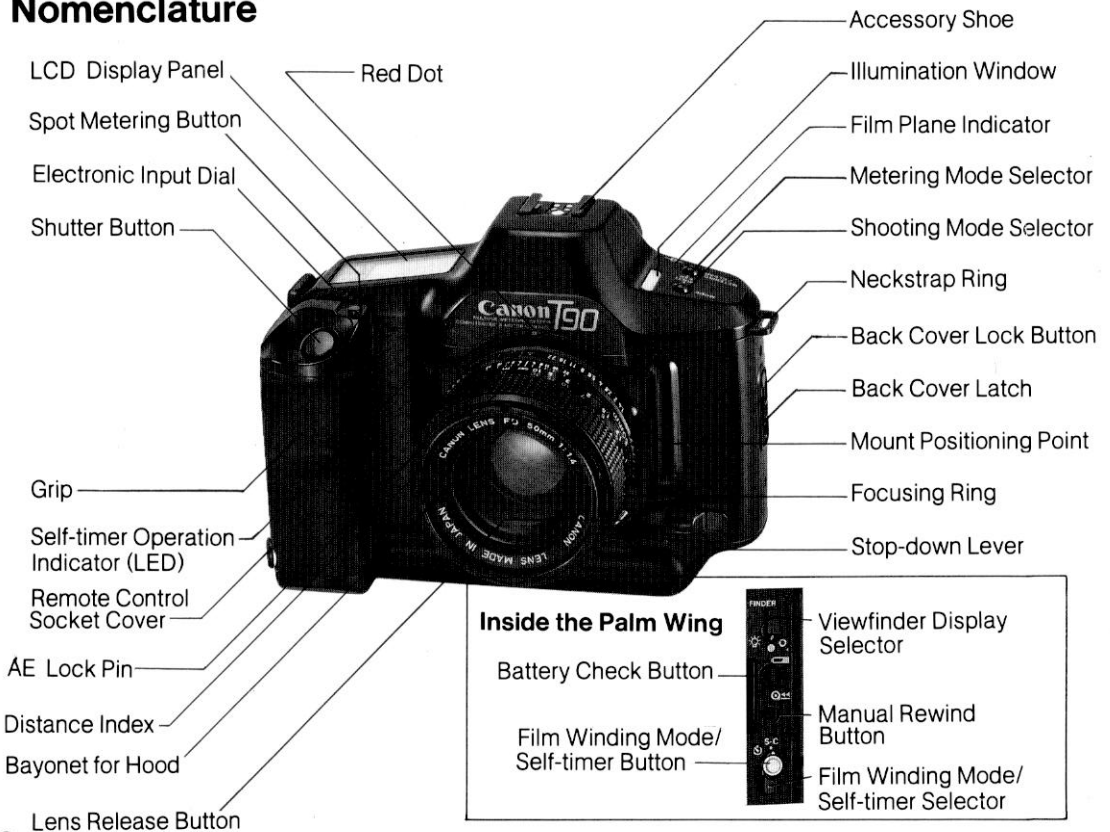 Nomenclature
LCD Display Panel
Spot Metering Button
Electronic Input Dial
Shutter Button
Grip
Self-timer Operation
Indicator (LED)
Remote Control
Socket Cover
AE Lock Pin
Distance Index
Bayonet for Hood
Lens Release Button
Red Dot
Accessory Shoe
Illumination Window
Film Plane Indicator
Metering Mode Selector
Shooting Mode Selector
Neckstrap Ring
Back Cover Lock Button
Back Cover Latch
Mount Positioning Point
Focusing Ring
Stop-down Lever
Canon T90
CANON LENS FD 50mm 1:1.4
CANON LENS MADE IN JAPAN
Inside the Palm Wing
Battery Check Button
Film Winding Mode/
Self-timer Button
FINDER
S-C
Viewfinder Display
Selector
Manual Rewind
Button
Film Winding Mode/
Self-timer Selector